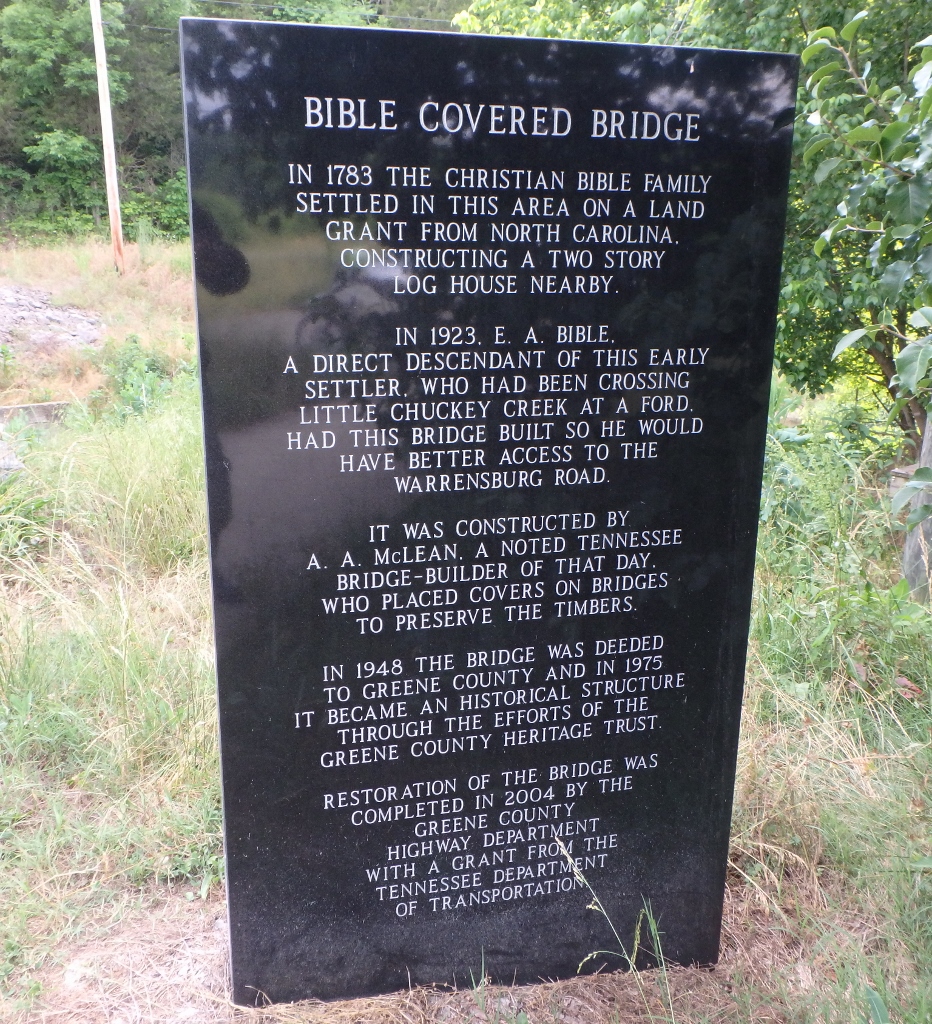 BIBLE COVERED BRIDGE
IN 1783 THE CHRISTIAN BIBLE FAMILY
SETTLED IN THIS AREA ON A LAND
GRANT FROM NORTH CAROLINA,
CONSTRUCTING A TWO STORY
LOG HOUSE NEARBY.
IN 1923, E. A. BIBLE,
A DIRECT DESCENDANT OF THIS EARLY
SETTLER, WHO HAD BEEN CROSSING
LITTLE CHUCKEY CREEK AT A FORD,
HAD THIS BRIDGE BUILT SO HE WOULD
HAVE BETTER ACCESS TO THE
WARRENSBURG ROAD.
IT WAS CONSTRUCTED BY
A. A. McLEAN, A NOTED TENNESSEE
BRIDGE-BUILDER OF THAT DAY,
WHO PLACED COVERS ON BRIDGES
TO PRESERVE THE TIMBERS.
IN 1948 THE BRIDGE WAS DEEDED
TO GREENE COUNTY AND IN 1975
IT BECAME AN HISTORICAL STRUCTURE
THROUGH THE EFFORTS OF THE
GREENE COUNTY HERITAGE TRUST.
RESTORATION OF THE BRIDGE WAS
COMPLETED IN 2004 BY THE
GREENE COUNTY
HIGHWAY DEPARTMENT
WITH A GRANT FROM THE
TENNESSEE DEPARTMENT
OF TRANSPORTATION